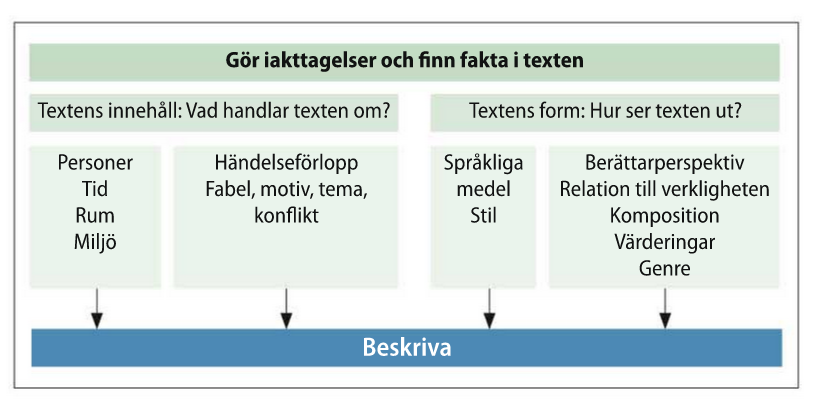 Gör iakttagelser och finn fakta i texten
Textens innehåll: Vad handlar texten om?
Textens form: Hur ser texten ut?
Personer
Tid
Rum
Miljö
Händelseförlopp
Fabel, motiv, tema,
konflikt
Språkliga
medel
Stil
Berättarperspektiv
Relation till verkligheten
Komposition
Värderingar
Genre
Beskriva